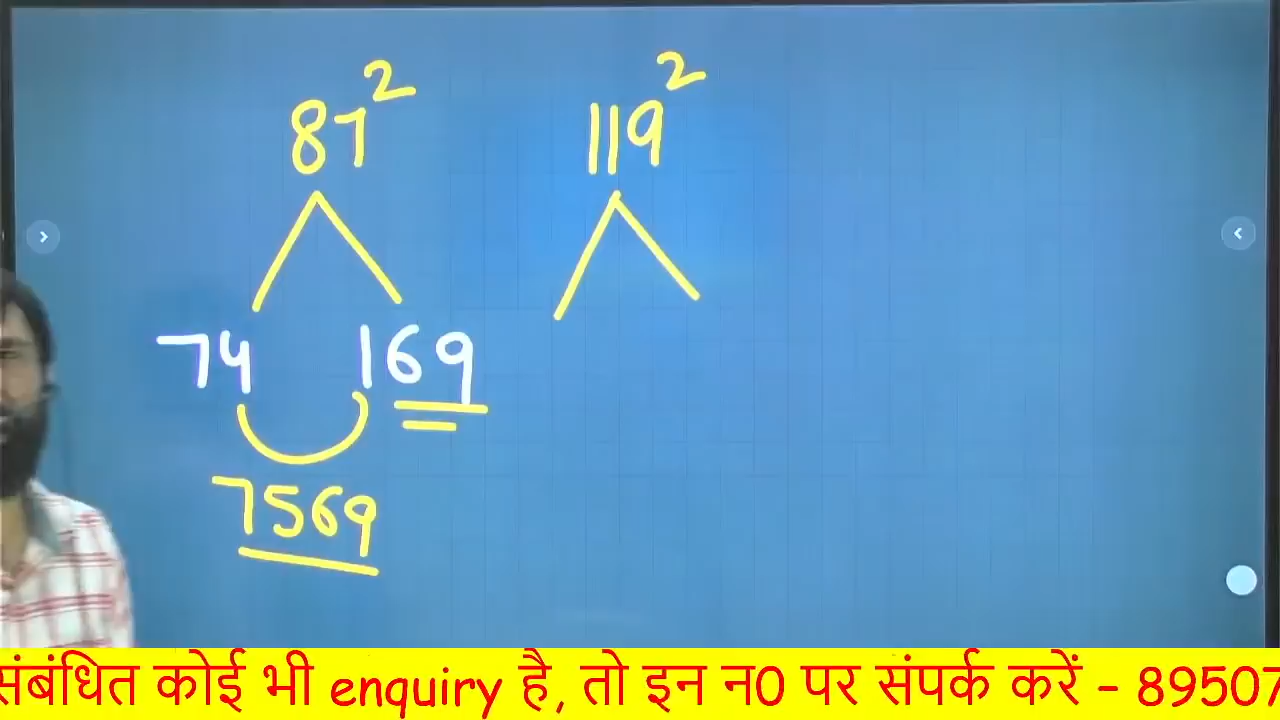 87²
119²
74 169
7569
संबंधित कोई भी enquiry है, तो इन न0 पर संपर्क करें - 89507